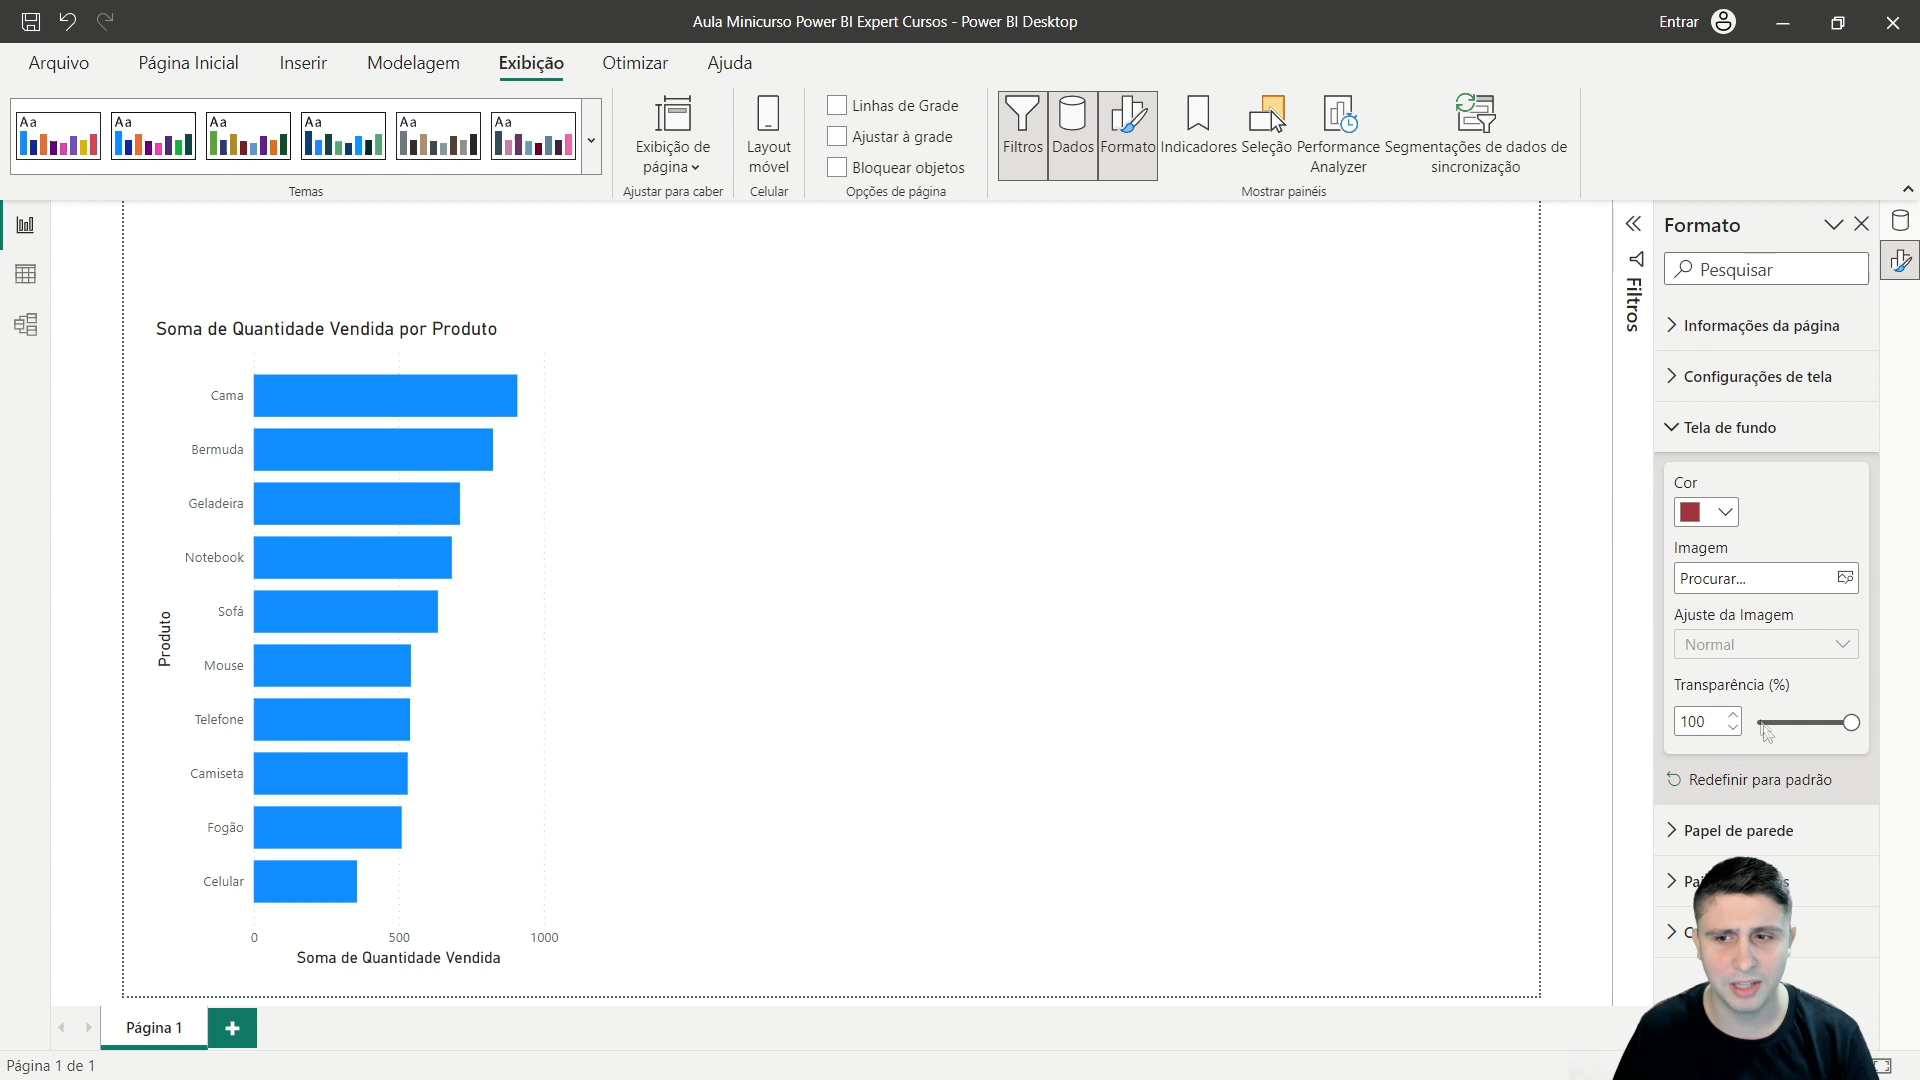 Aula Minicurso Power BI Expert Cursos - Power BI Desktop
Entrar
Arquivo Página Inicial Inserir Modelagem Exibição Otimizar Ajuda
Aa Aa Aa Aa Aa Aa
Temas
Exibição de página
Ajustar para caber
Layout móvel
Celular
Linhas de Grade
Ajustar à grade
Bloquear objetos
Opções de página
Filtros Dados Formato Indicadores Seleção Performance Analyzer Segmentações de dados de sincronização
Mostrar painéis
Soma de Quantidade Vendida por Produto
Produto
Cama
Bermuda
Geladeira
Notebook
Sofá
Mouse
Telefone
Camiseta
Fogão
Celular
0 500 1000
Soma de Quantidade Vendida
Filtros
Formato
Pesquisar
Informações da página
Configurações de tela
Tela de fundo
Cor
Imagem
Procurar...
Ajuste da Imagem
Normal
Transparência (%)
100
Redefinir para padrão
Papel de parede
Página 1
Página 1 de 1